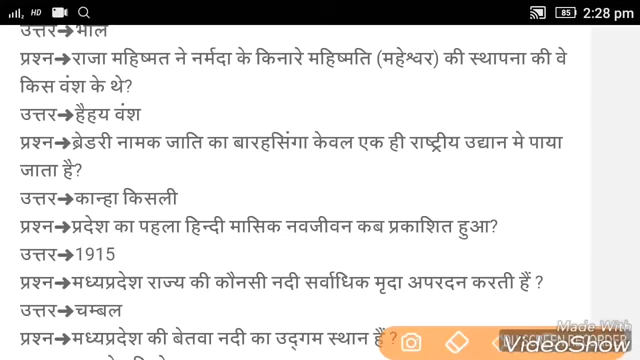 HD 85 2:28 pm
उत्तर➔भील
प्रश्न➔राजा महिष्मत ने नर्मदा के किनारे महिष्मति (महेश्वर) की स्थापना की वे
किस वंश के थे?
उत्तर➔हैहय वंश
प्रश्न➔ब्रेडरी नामक जाति का बारहसिंगा केवल एक ही राष्ट्रीय उद्यान मे पाया
जाता है?
उत्तर➔कान्हा किसली
प्रश्न➔प्रदेश का पहला हिन्दी मासिक नवजीवन कब प्रकाशित हुआ?
उत्तर➔1915
प्रश्न➔मध्यप्रदेश राज्य की कौनसी नदी सर्वाधिक मृदा अपरदन करती हैं ?
उत्तर➔चम्बल
प्रश्न➔मध्यप्रदेश की बेतवा नदी का उद्गम स्थान हैं ?
Made With
VideoShow